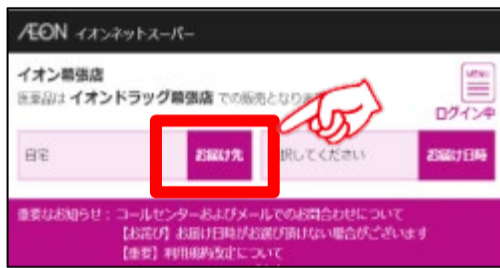 ÆON イオンネットスーパー
イオン幕張店
医薬品は イオンドラッグ幕張店 での販売となりま
MENU
ログイン中
自宅
お届け先
択してください
お届け日時
重要なお知らせ：コールセンターおよびメールでのお問合わせについて
【お詫び】お届け日時がお選び頂けない場合がございます
【重要】利用規約改定について